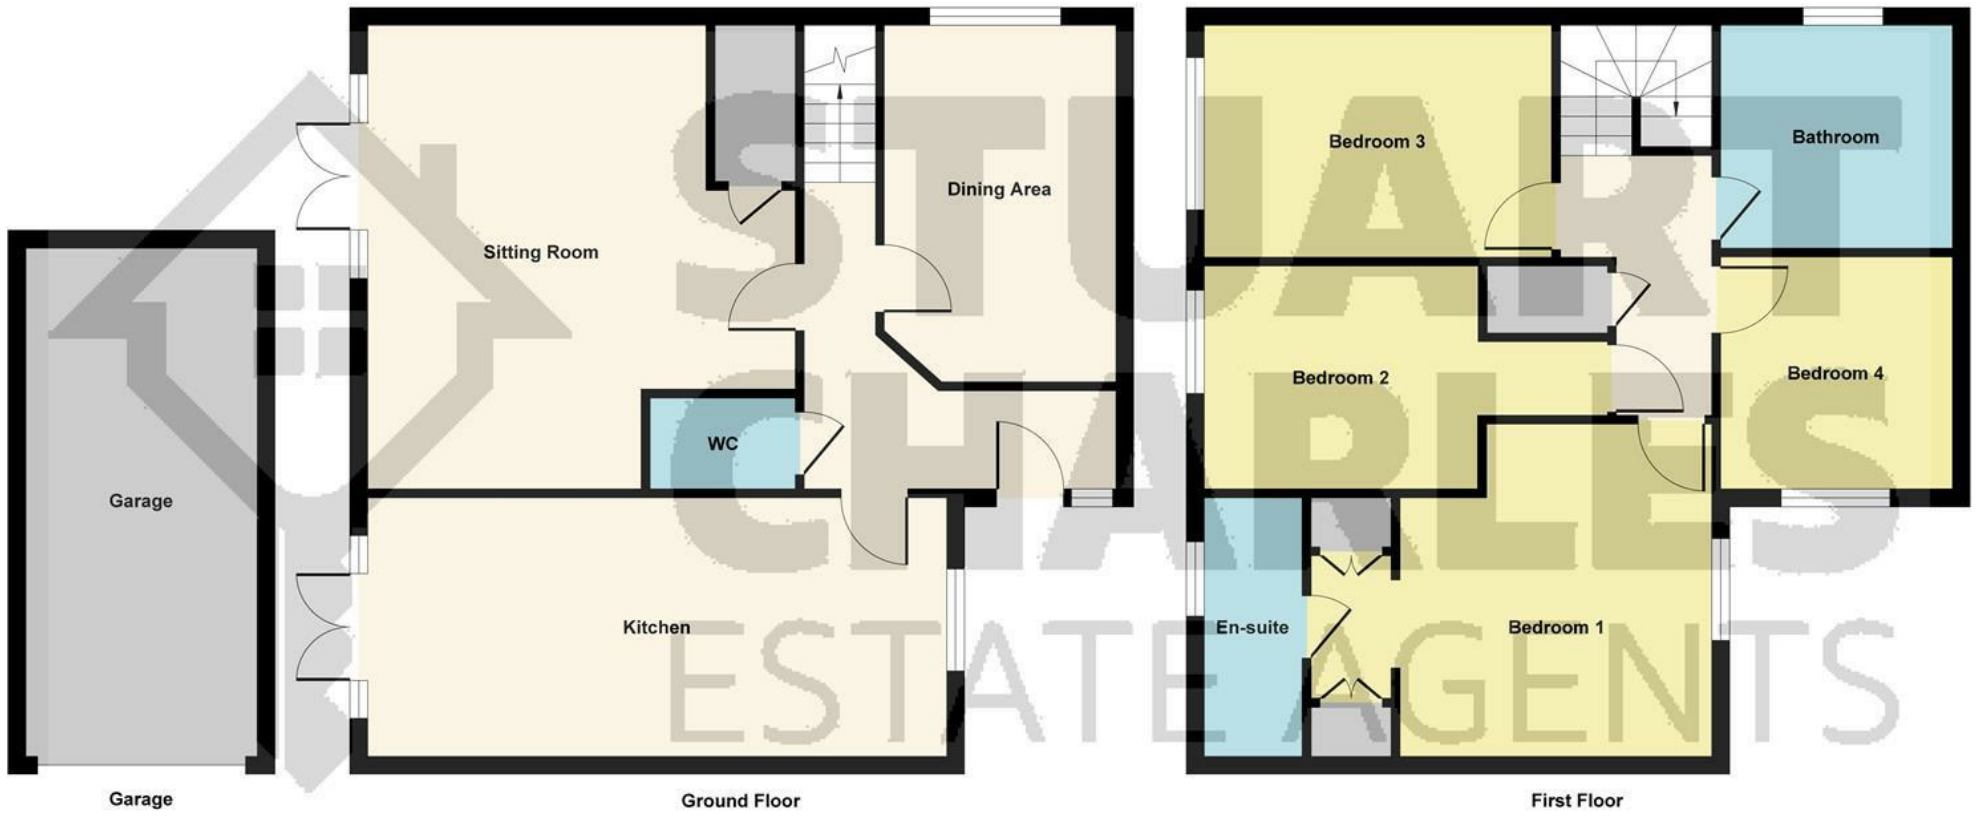 STUART
CHARLES
ESTATE AGENTS
Garage
Garage
Sitting Room
Dining Area
WC
Kitchen
Ground Floor
Bedroom 3
Bathroom
Bedroom 2
Bedroom 4
En-suite
Bedroom 1
First Floor